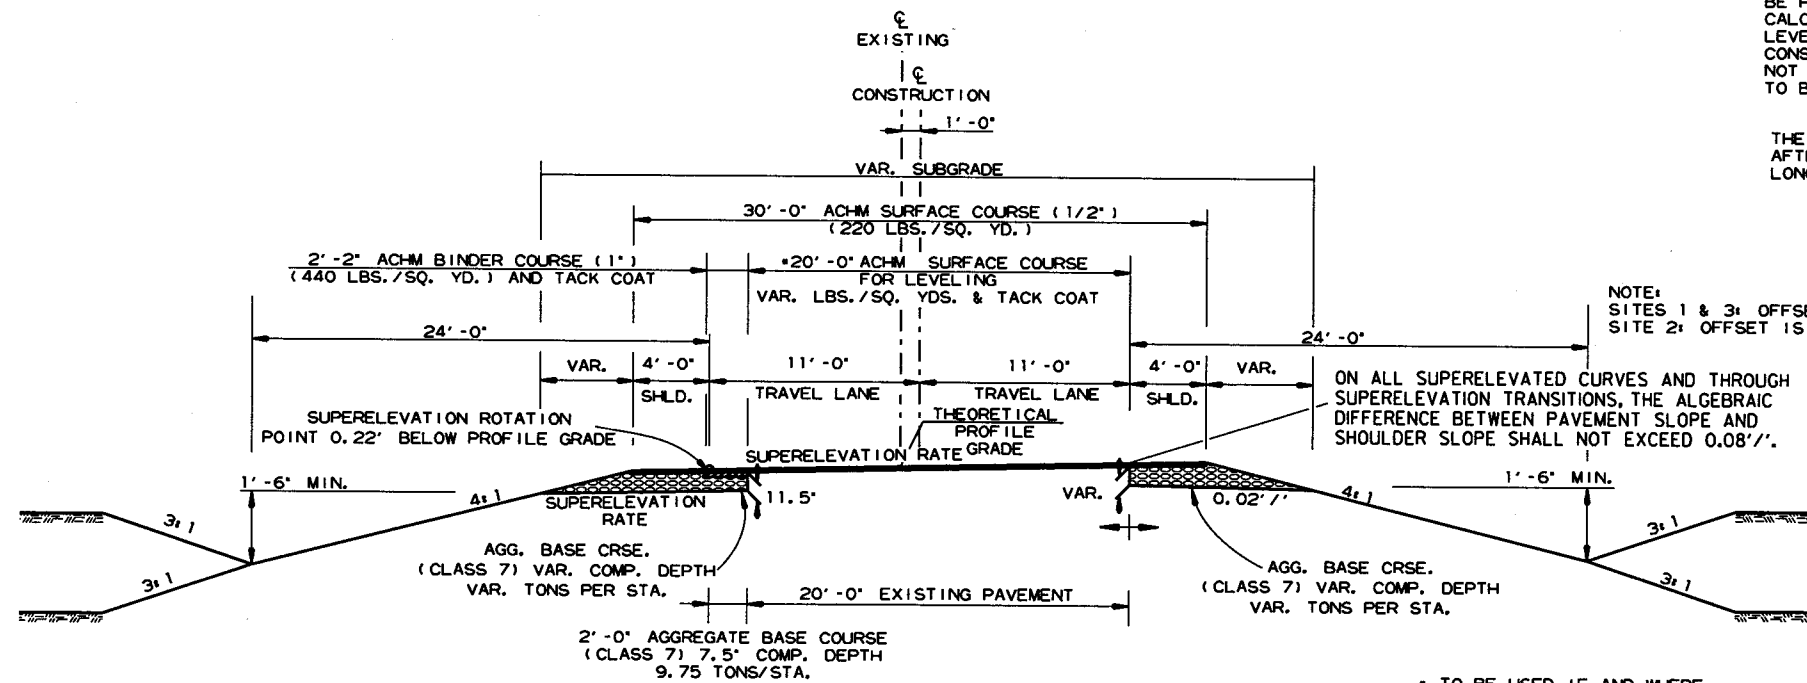 ℄
EXISTING
℄
CONSTRUCTION
1'-0"
VAR. SUBGRADE
30'-0" ACHM SURFACE COURSE (1/2")
(220 LBS./SQ. YD.)
2'-2" ACHM BINDER COURSE (1")
(440 LBS./SQ. YD.) AND TACK COAT
*20'-0" ACHM SURFACE COURSE
FOR LEVELING
VAR. LBS./SQ. YDS. & TACK COAT
24'-0"
24'-0"
VAR.
4'-0"
SHLD.
11'-0"
TRAVEL LANE
11'-0"
TRAVEL LANE
4'-0"
SHLD.
VAR.
SUPERELEVATION ROTATION
POINT 0.22' BELOW PROFILE GRADE
THEORETICAL
PROFILE
GRADE
SUPERELEVATION RATE
ON ALL SUPERELEVATED CURVES AND THROUGH
SUPERELEVATION TRANSITIONS, THE ALGEBRAIC
DIFFERENCE BETWEEN PAVEMENT SLOPE AND
SHOULDER SLOPE SHALL NOT EXCEED 0.08'/'.
1'-6" MIN.
4:1
SUPERELEVATION
RATE
11.5"
VAR.
0.02'/'
4:1
1'-6" MIN.
3:1
3:1
3:1
3:1
AGG. BASE CRSE.
(CLASS 7) VAR. COMP. DEPTH
VAR. TONS PER STA.
20'-0" EXISTING PAVEMENT
AGG. BASE CRSE.
(CLASS 7) VAR. COMP. DEPTH
VAR. TONS PER STA.
2'-0" AGGREGATE BASE COURSE
(CLASS 7) 7.5" COMP. DEPTH
9.75 TONS/STA.
CALC
LEVE
CONS
NOT
TO B
THE
AFT
LONG
NOTE:
SITES 1 & 3: OFFSE
SITE 2: OFFSET IS
* TO BE USED IF AND WHERE